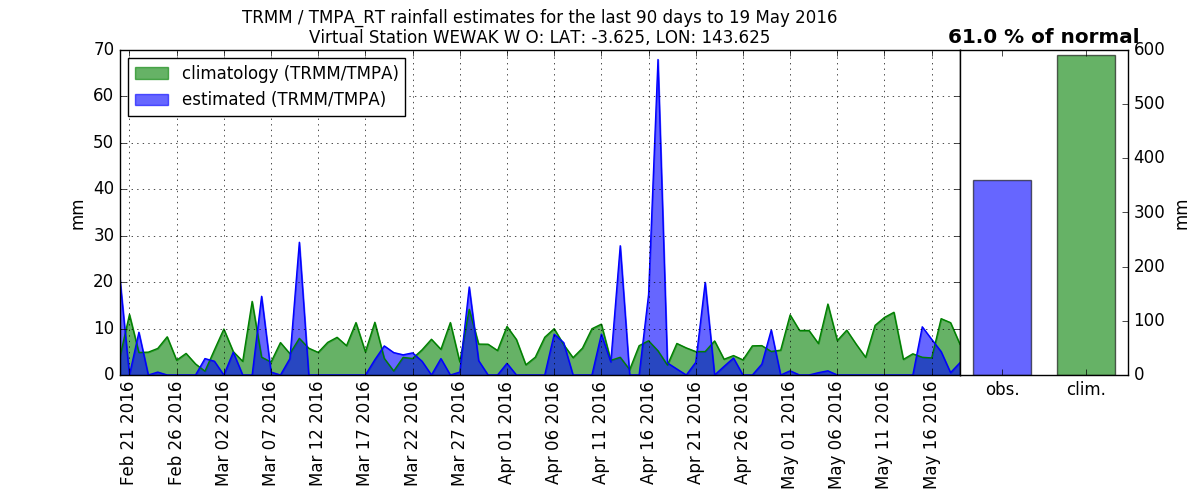 TRMM / TMPA_RT rainfall estimates for the last 90 days to 19 May 2016
Virtual Station WEWAK W O: LAT: -3.625, LON: 143.625
61.0 % of normal
climatology (TRMM/TMPA)
estimated (TRMM/TMPA)
mm
70
60
50
40
30
20
10
0
Feb 21 2016
Feb 26 2016
Mar 02 2016
Mar 07 2016
Mar 12 2016
Mar 17 2016
Mar 22 2016
Mar 27 2016
Apr 01 2016
Apr 06 2016
Apr 11 2016
Apr 16 2016
Apr 21 2016
Apr 26 2016
May 01 2016
May 06 2016
May 11 2016
May 16 2016
obs.
clim.
600
500
400
300
200
100
0
mm